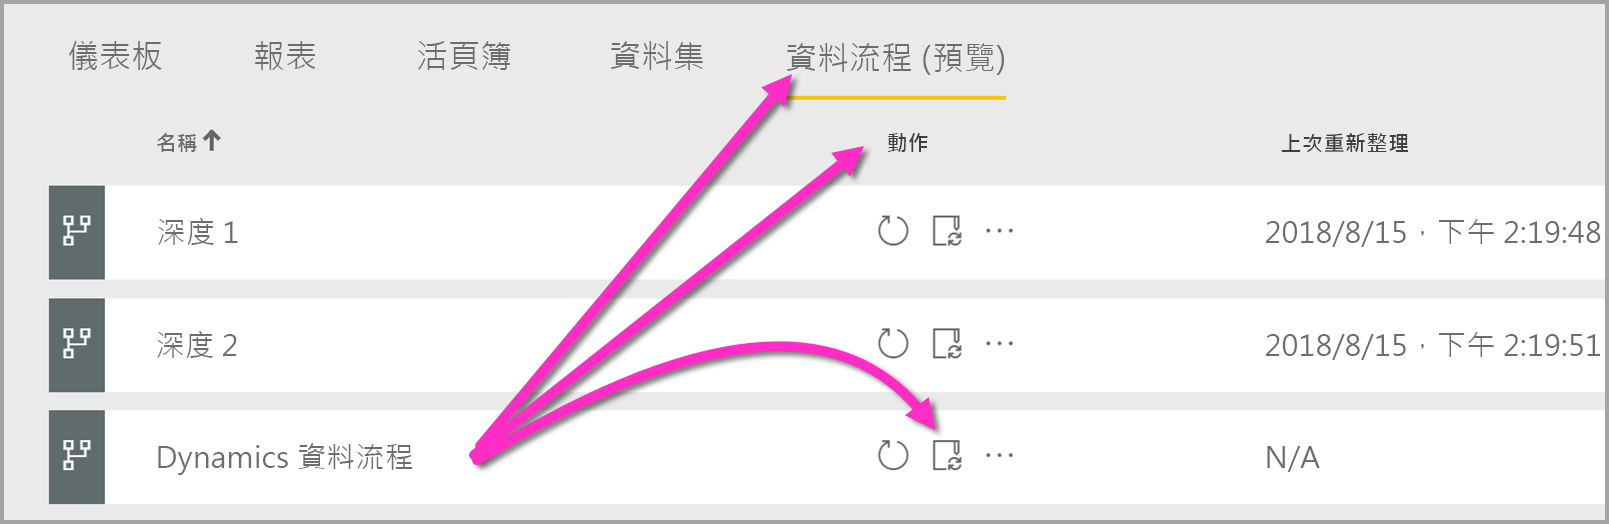 儀表板 報表 活頁簿 資料集 資料流程 (預覽)
名稱 動作 上次重新整理
深度 1 2018/8/15，下午 2:19:48
深度 2 2018/8/15，下午 2:19:51
Dynamics 資料流程 N/A